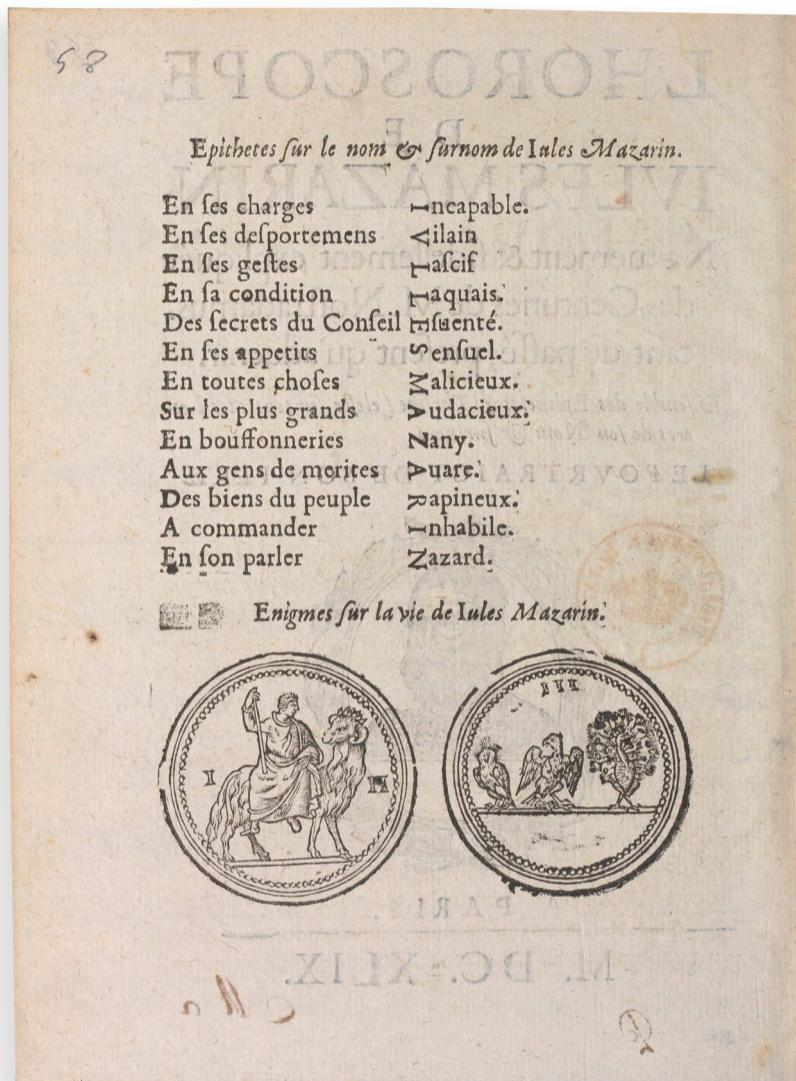 58
Epithetes ſur le nom & ſurnom de Iules Mazarin.
En ſes charges Incapable.
En ſes deſportemens Vilain
En ſes geſtes Laſcif
En ſa condition Laquais.
Des ſecrets du Conſeil Eſuenté.
En ſes appetits Senſuel.
En toutes choſes Malicieux.
Sur les plus grands Audacieux.
En bouffonneries Zany.
Aux gens de merites Auare.
Des biens du peuple Rapineux.
A commander Inhabile.
En ſon parler Nazard.
Enigmes ſur la vie de Iules Mazarin.
I II
III